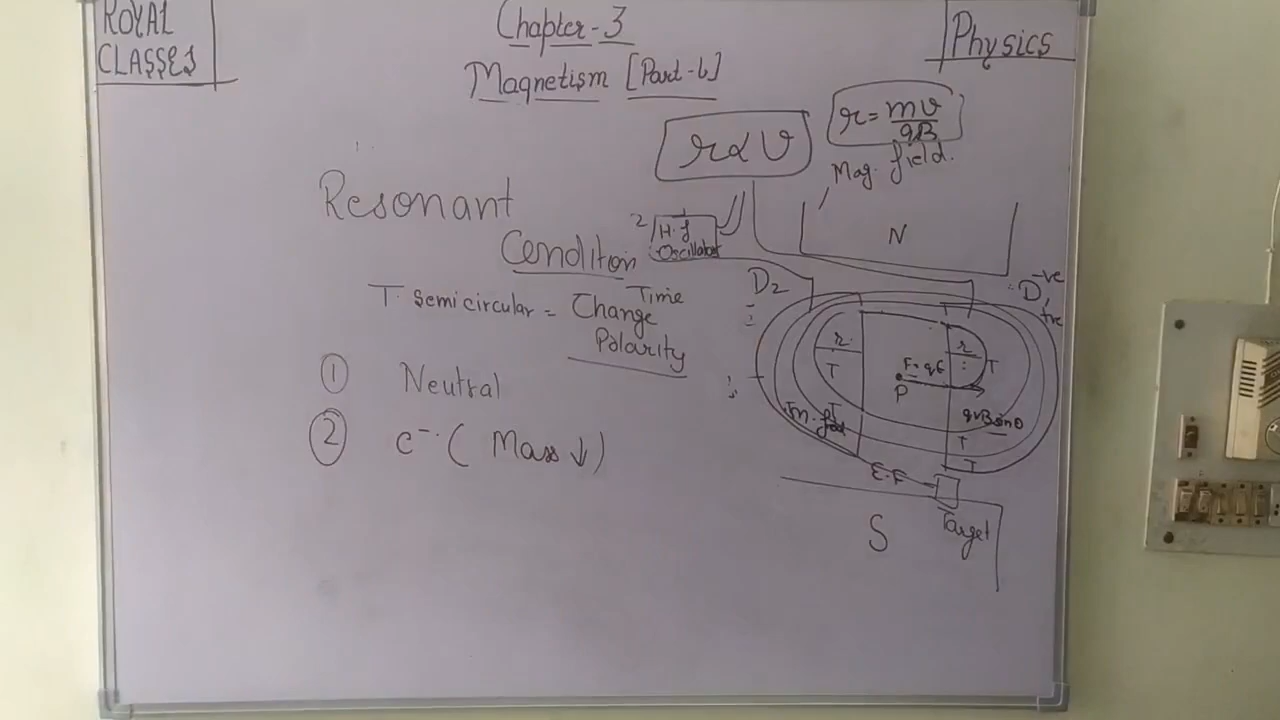 ROYAL
CLASSES
Chapter-3
Magnetism [Part-6]
Physics
r ∝ v
r = mv/qB
Mag. field.
Resonant
Condition
T. Semicircular = Time
Change
Polarity
① Neutral
② e⁻ (Mass ↓)
H.f
Oscillator
N
D2
D1
-ve
+ve
r
T
r
T
F = qE
P
qvBsinθ
T
T
T
E.F
Target
S